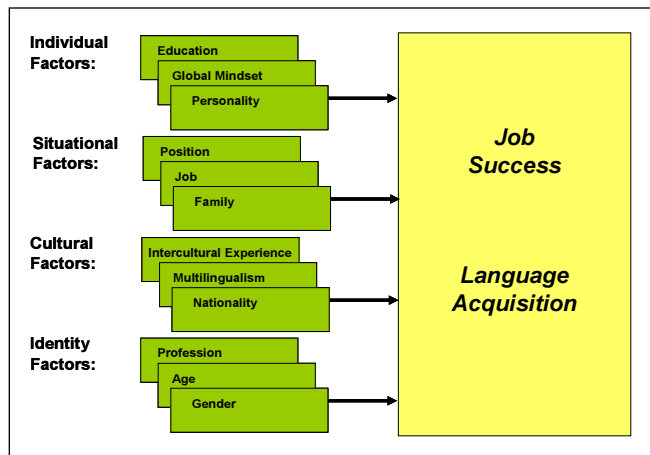 Individual
Factors:
Education
Global Mindset
Personality
Situational
Factors:
Position
Job
Family
Cultural
Factors:
Intercultural Experience
Multilingualism
Nationality
Identity
Factors:
Profession
Age
Gender
Job
Success
Language
Acquisition